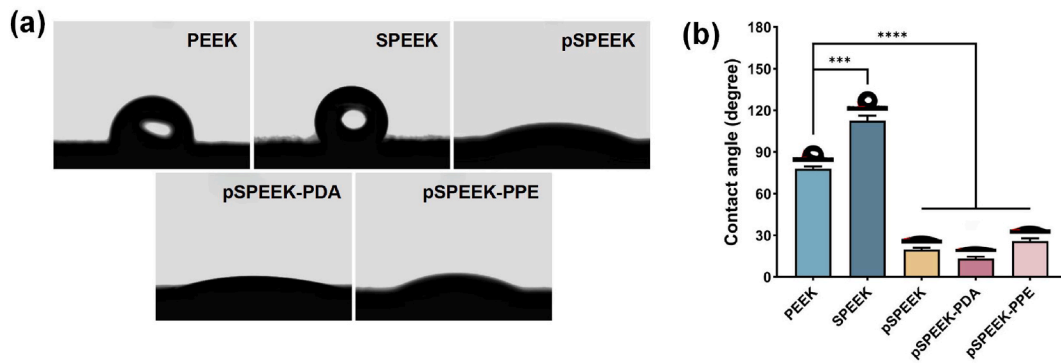 (a)
PEEK
SPEEK
pSPEEK
pSPEEK-PDA
pSPEEK-PPE
(b)
Contact angle (degree)
180
150
120
90
60
30
0
****
***
PEEK
SPEEK
pSPEEK
pSPEEK-PDA
pSPEEK-PPE